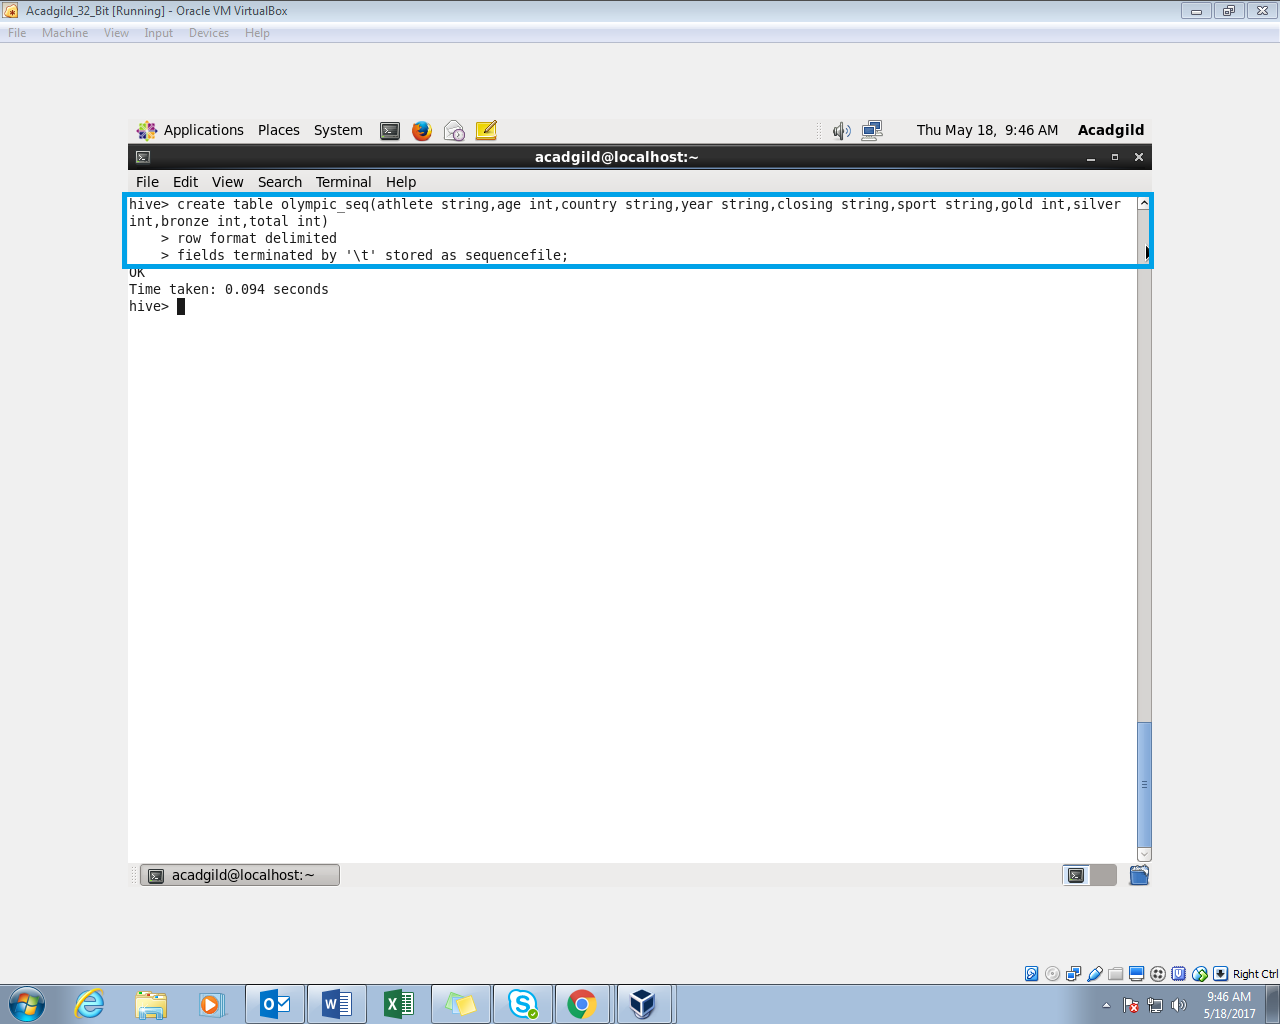 Acadgild_32_Bit [Running] - Oracle VM VirtualBox
File Machine View Input Devices Help
Applications Places System Thu May 18, 9:46 AM Acadgild
acadgild@localhost:~
File Edit View Search Terminal Help
hive> create table olympic_seq(athlete string,age int,country string,year string,closing string,sport string,gold int,silver
int,bronze int,total int)
    > row format delimited
    > fields terminated by '\t' stored as sequencefile;
OK
Time taken: 0.094 seconds
hive>
acadgild@localhost:~
Right Ctrl
9:46 AM
5/18/2017